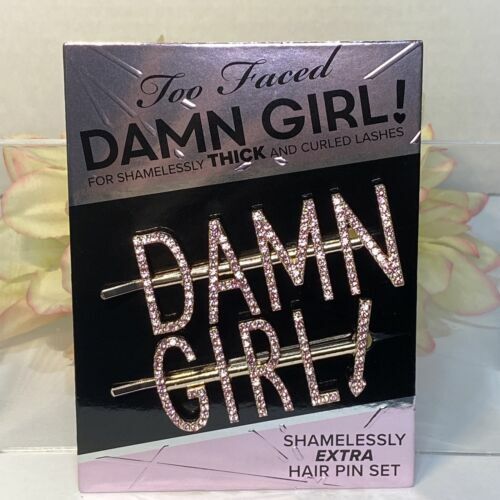 Too Faced
DAMN GIRL!
FOR SHAMELESSLY THICK AND CURLED LASHES
DAMN
GIRL!
SHAMELESSLY
EXTRA
HAIR PIN SET